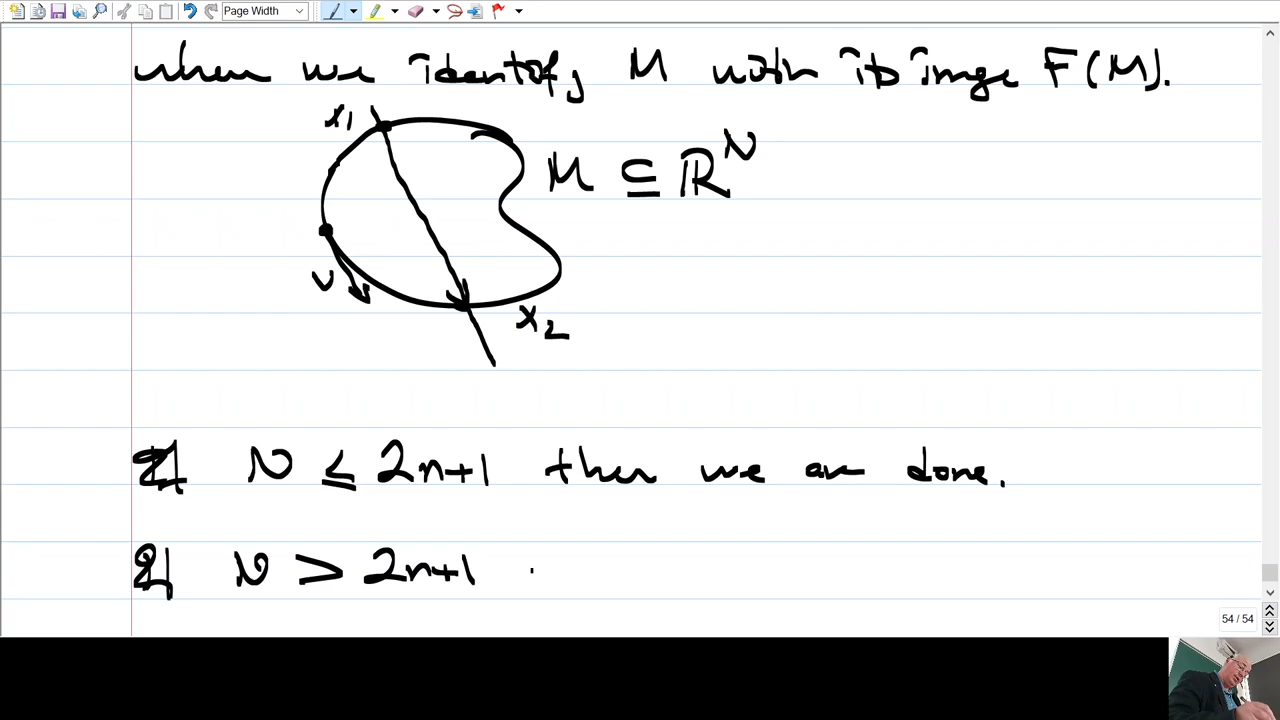 Page Width
when we identify M with its image F(M).
x1
M ⊆ ℝ^N
v
x2
If N ≤ 2n+1 then we are done.
If N > 2n+1
54 / 54